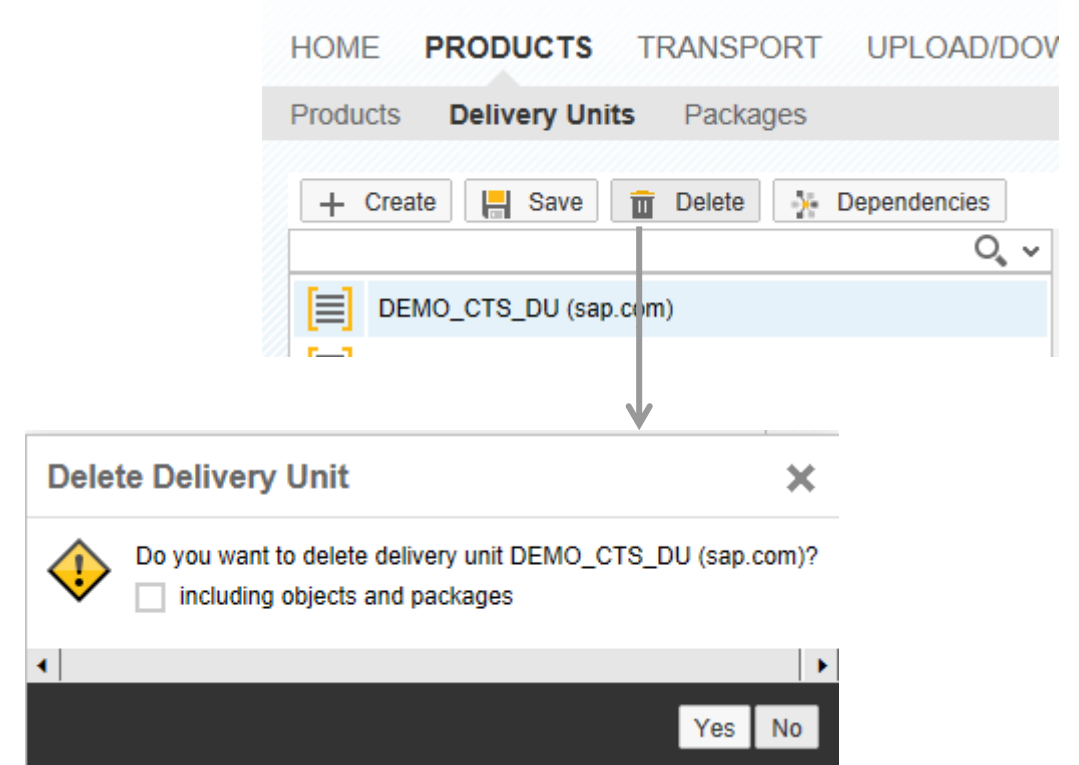 HOME PRODUCTS TRANSPORT UPLOAD/DOW
Products Delivery Units Packages
Create Save Delete Dependencies
DEMO_CTS_DU (sap.com)
Delete Delivery Unit
Do you want to delete delivery unit DEMO_CTS_DU (sap.com)?
including objects and packages
Yes No